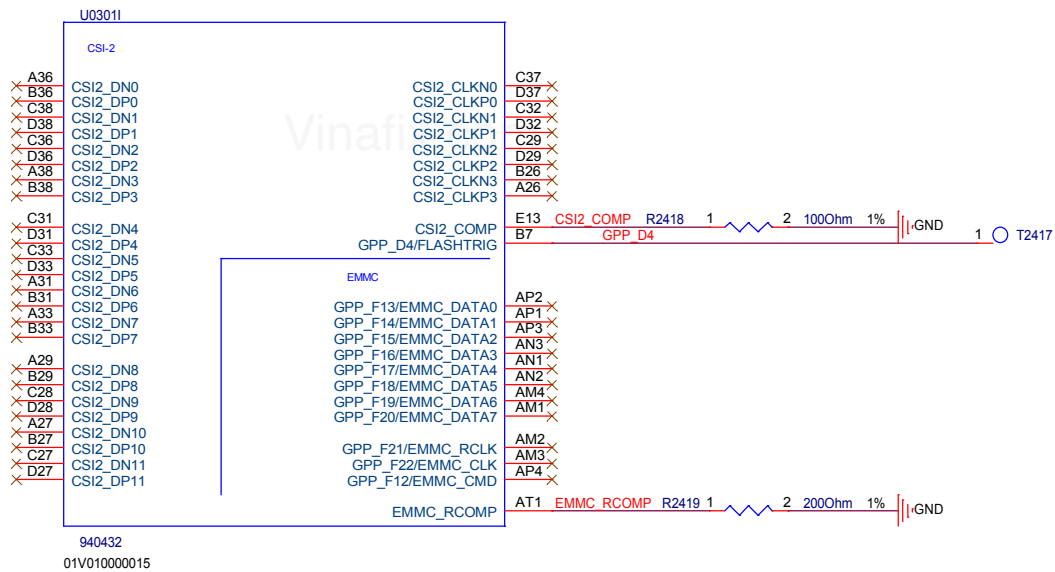 U0301I
CSI-2
A36 CSI2_DN0 CSI2_CLKN0 C37
B36 CSI2_DP0 CSI2_CLKP0 D37
C38 CSI2_DN1 CSI2_CLKN1 C32
D38 CSI2_DP1 CSI2_CLKP1 D32
C36 CSI2_DN2 CSI2_CLKN2 C29
D36 CSI2_DP2 CSI2_CLKP2 D29
A38 CSI2_DN3 CSI2_CLKN3 B26
B38 CSI2_DP3 CSI2_CLKP3 A26
C31 CSI2_DN4 CSI2_COMP E13 CSI2_COMP R2418 1 2 100Ohm 1% GND
D31 CSI2_DP4 GPP_D4/FLASHTRIG B7 GPP_D4 1 T2417
C33 CSI2_DN5
D33 CSI2_DP5
A31 CSI2_DN6 EMMC
B31 CSI2_DP6 GPP_F13/EMMC_DATA0 AP2
A33 CSI2_DN7 GPP_F14/EMMC_DATA1 AP1
B33 CSI2_DP7 GPP_F15/EMMC_DATA2 AP3
GPP_F16/EMMC_DATA3 AN3
A29 CSI2_DN8 GPP_F17/EMMC_DATA4 AN1
B29 CSI2_DP8 GPP_F18/EMMC_DATA5 AN2
C28 CSI2_DN9 GPP_F19/EMMC_DATA6 AM4
D28 CSI2_DP9 GPP_F20/EMMC_DATA7 AM1
A27 CSI2_DN10
B27 CSI2_DP10 GPP_F21/EMMC_RCLK AM2
C27 CSI2_DN11 GPP_F22/EMMC_CLK AM3
D27 CSI2_DP11 GPP_F12/EMMC_CMD AP4
EMMC_RCOMP AT1 EMMC_RCOMP R2419 1 2 200Ohm 1% GND
940432
01V010000015